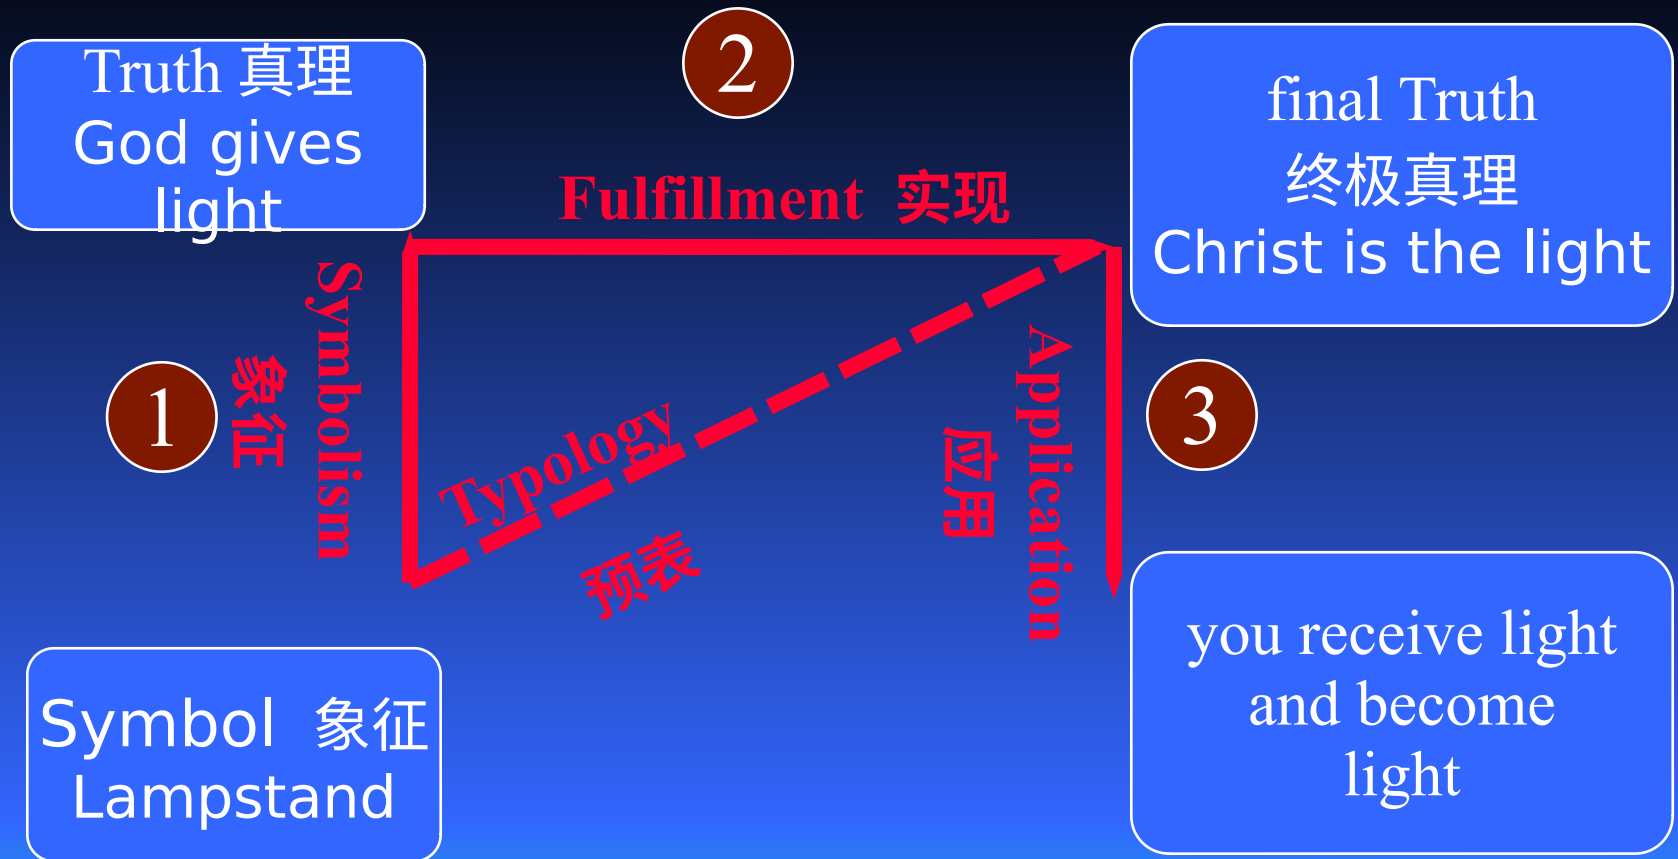 Truth 真理
God gives
light
2
final Truth
终极真理
Christ is the light
Fulfillment 实现
1
象征
Symbolism
Typology
预表
应用
Application
3
Symbol 象征
Lampstand
you receive light
and become
light